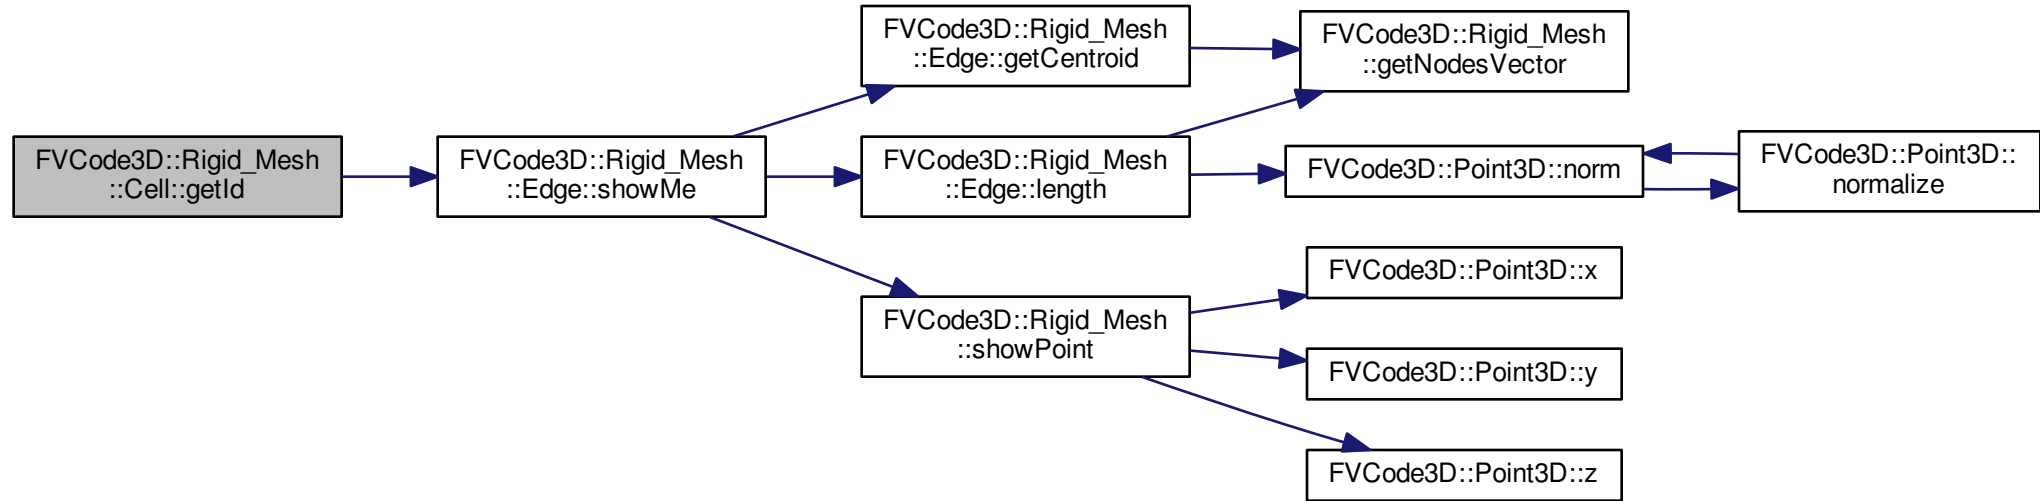 FVCode3D::Rigid_Mesh
::Cell::getId
FVCode3D::Rigid_Mesh
::Edge::showMe
FVCode3D::Rigid_Mesh
::Edge::getCentroid
FVCode3D::Rigid_Mesh
::Edge::length
FVCode3D::Rigid_Mesh
::showPoint
FVCode3D::Rigid_Mesh
::getNodesVector
FVCode3D::Point3D::norm
FVCode3D::Point3D::x
FVCode3D::Point3D::y
FVCode3D::Point3D::z
FVCode3D::Point3D::
normalize